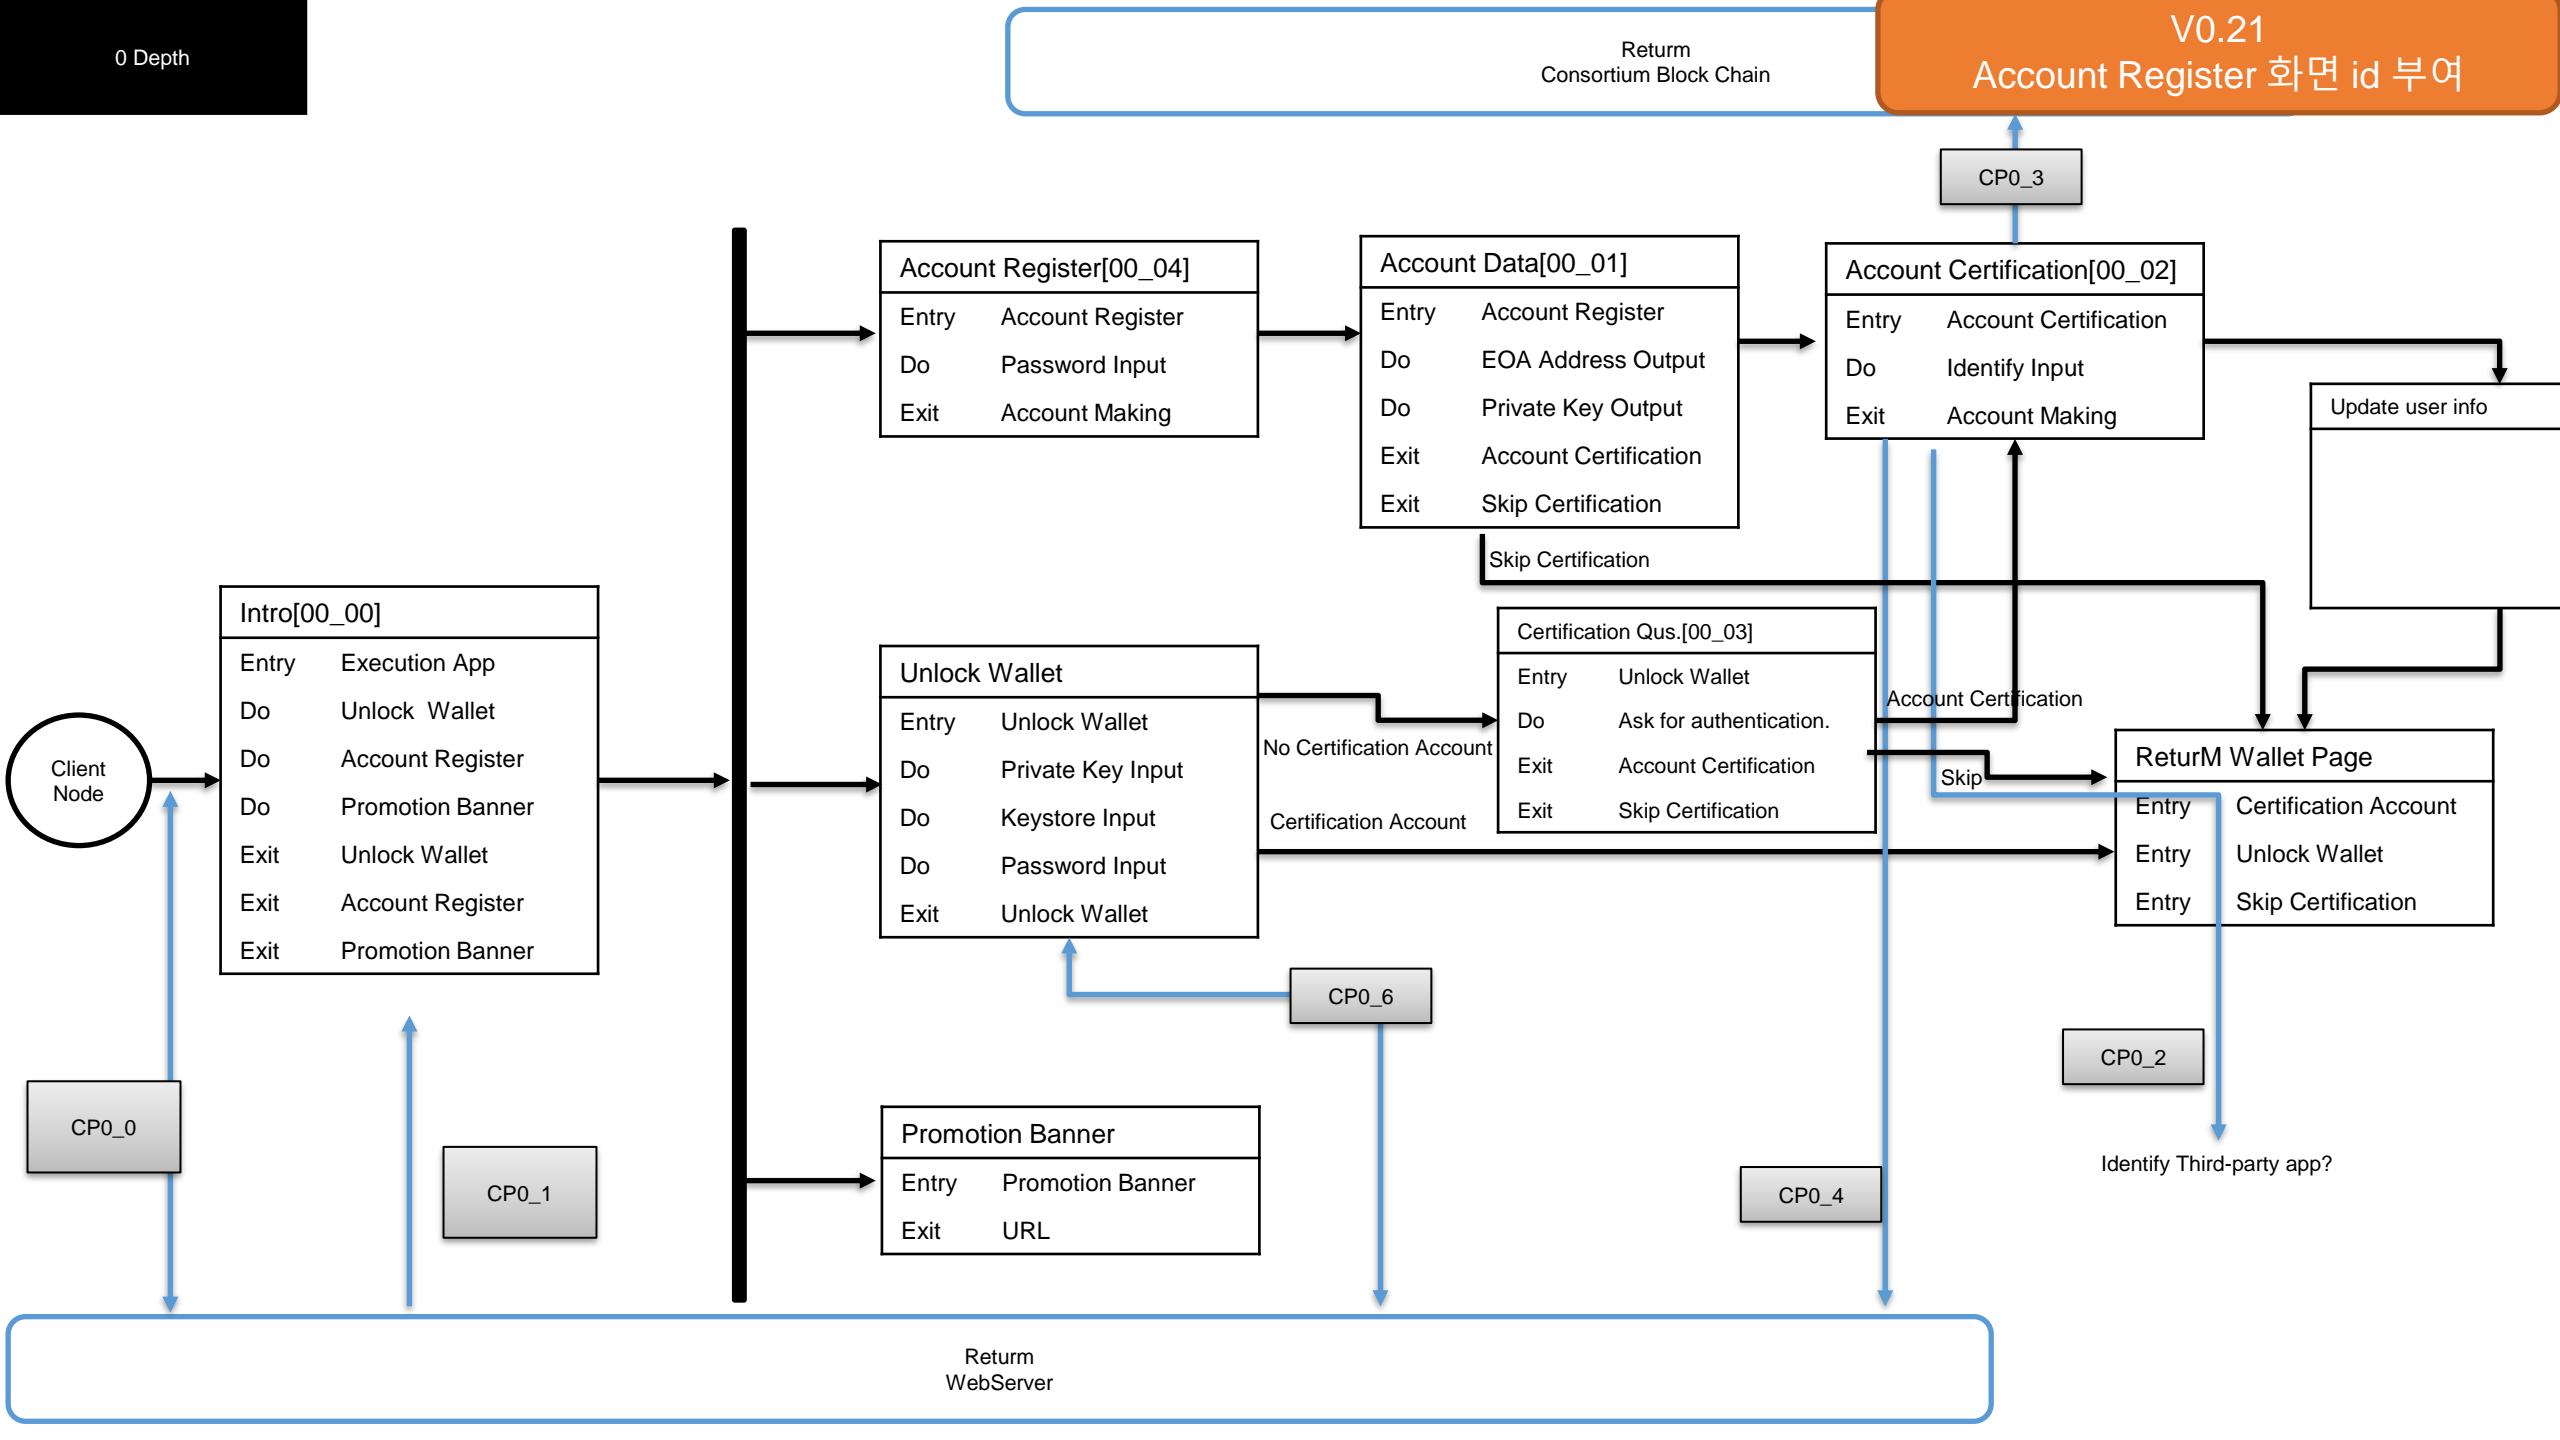 0 Depth
Returm
Consortium Block Chain
V0.21
Account Register 화면 id 부여
CP0_3
Account Register[00_04]
Entry Account Register
Do Password Input
Exit Account Making
Account Data[00_01]
Entry Account Register
Do EOA Address Output
Do Private Key Output
Exit Account Certification
Exit Skip Certification
Account Certification[00_02]
Entry Account Certification
Do Identify Input
Exit Account Making
Update user info
Skip Certification
Intro[00_00]
Entry Execution App
Do Unlock Wallet
Do Account Register
Do Promotion Banner
Exit Unlock Wallet
Exit Account Register
Exit Promotion Banner
Client
Node
Unlock Wallet
Entry Unlock Wallet
Do Private Key Input
Do Keystore Input
Do Password Input
Exit Unlock Wallet
No Certification Account
Certification Account
Certification Qus.[00_03]
Entry Unlock Wallet
Do Ask for authentication.
Exit Account Certification
Exit Skip Certification
Account Certification
Skip
ReturM Wallet Page
Entry Certification Account
Entry Unlock Wallet
Entry Skip Certification
CP0_6
CP0_2
CP0_0
CP0_1
Promotion Banner
Entry Promotion Banner
Exit URL
CP0_4
Identify Third-party app?
Returm
WebServer